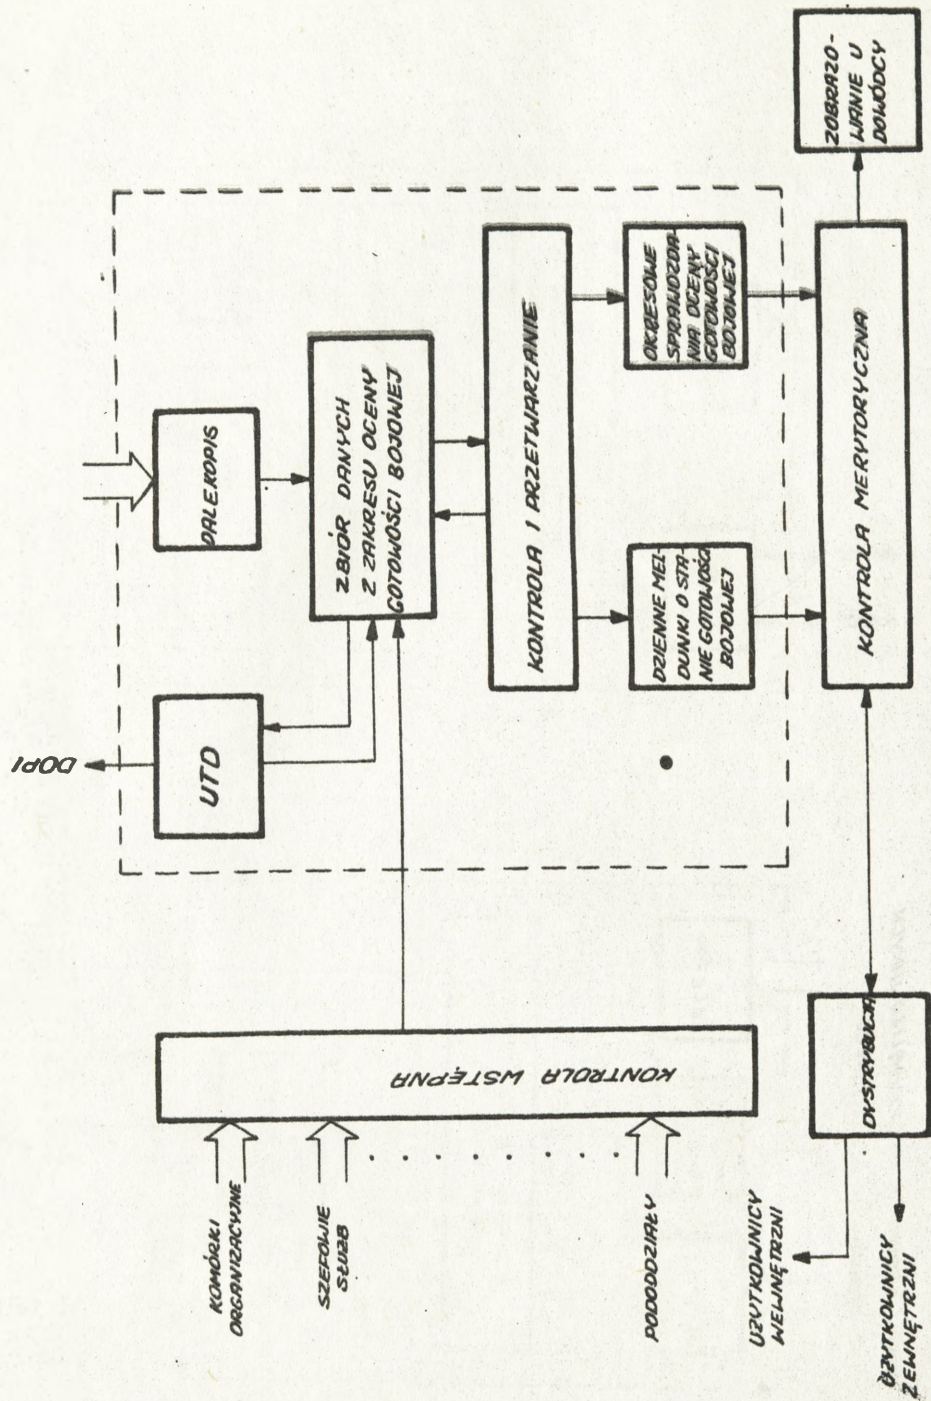 DOPI
UTD
DALEKOPIS
ZBIÓR DANYCH
Z ZAKRESU OCENY
GOTOWOŚCI BOJOWEJ
KONTROLA I PRZETWARZANIE
DZIENNE MEL-
DUNKI O STA-
NIE GOTOWOŚCI
BOJOWEJ
OKRESOWE
SPRAWOZDA-
NIA OCENY
GOTOWOŚCI
BOJOWEJ
KONTROLA MERYTORYCZNA
ZOBRAZO-
WANIE U
DOWÓDCY
KONTROLA WSTĘPNA
KOMÓRKI
ORGANIZACYJNE
SZEFOWIE
SŁUŻB
PODODDZIAŁY
DYSTRYBUCJA
UŻYTKOWNICY
WEWNĘTRZNI
UŻYTKOWNICY
ZEWNĘTRZNI